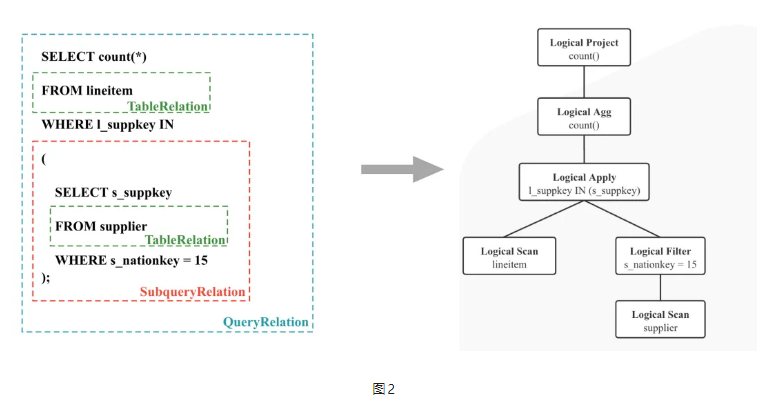 SELECT count(*)
FROM lineitem
TableRelation
WHERE l_suppkey IN
(
SELECT s_suppkey
FROM supplier
TableRelation
WHERE s_nationkey = 15
);
SubqueryRelation
QueryRelation
Logical Project
count()
Logical Agg
count()
Logical Apply
l_suppkey IN (s_suppkey)
Logical Scan
lineitem
Logical Filter
s_nationkey = 15
Logical Scan
supplier
图2